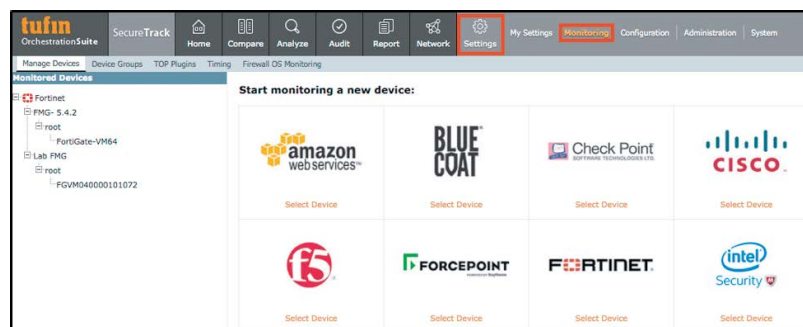 tufin
OrchestrationSuite
SecureTrack
Home
Compare
Analyze
Audit
Report
Network
Settings
My Settings
Monitoring
Configuration
Administration
System
Manage Devices
Device Groups
TOP Plugins
Timing
Firewall OS Monitoring
Monitored Devices
Fortinet
FMG- 5.4.2
root
FortiGate-VM64
Lab FMG
root
FGVM040000101072
Start monitoring a new device:
amazon
webservices™
BLUE
COAT
Check Point
SOFTWARE TECHNOLOGIES LTD.
CISCO
Select Device
Select Device
Select Device
Select Device
f5
FORCEPOINT
FORTINET
intel
Security
Select Device
Select Device
Select Device
Select Device